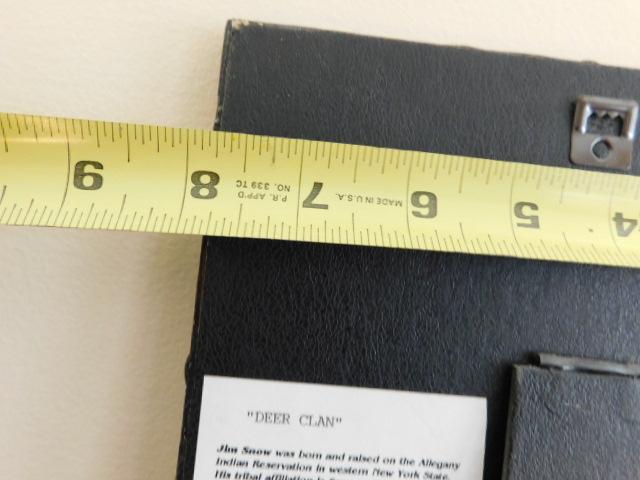 9 8 P.R. APP'D 7 MADE IN U.S.A. 6 5 4
NO. 339 TC
"DEER CLAN"
Jim Snow was born and raised on the Allegany
Indian Reservation in western New York State.
His tribal affiliation is